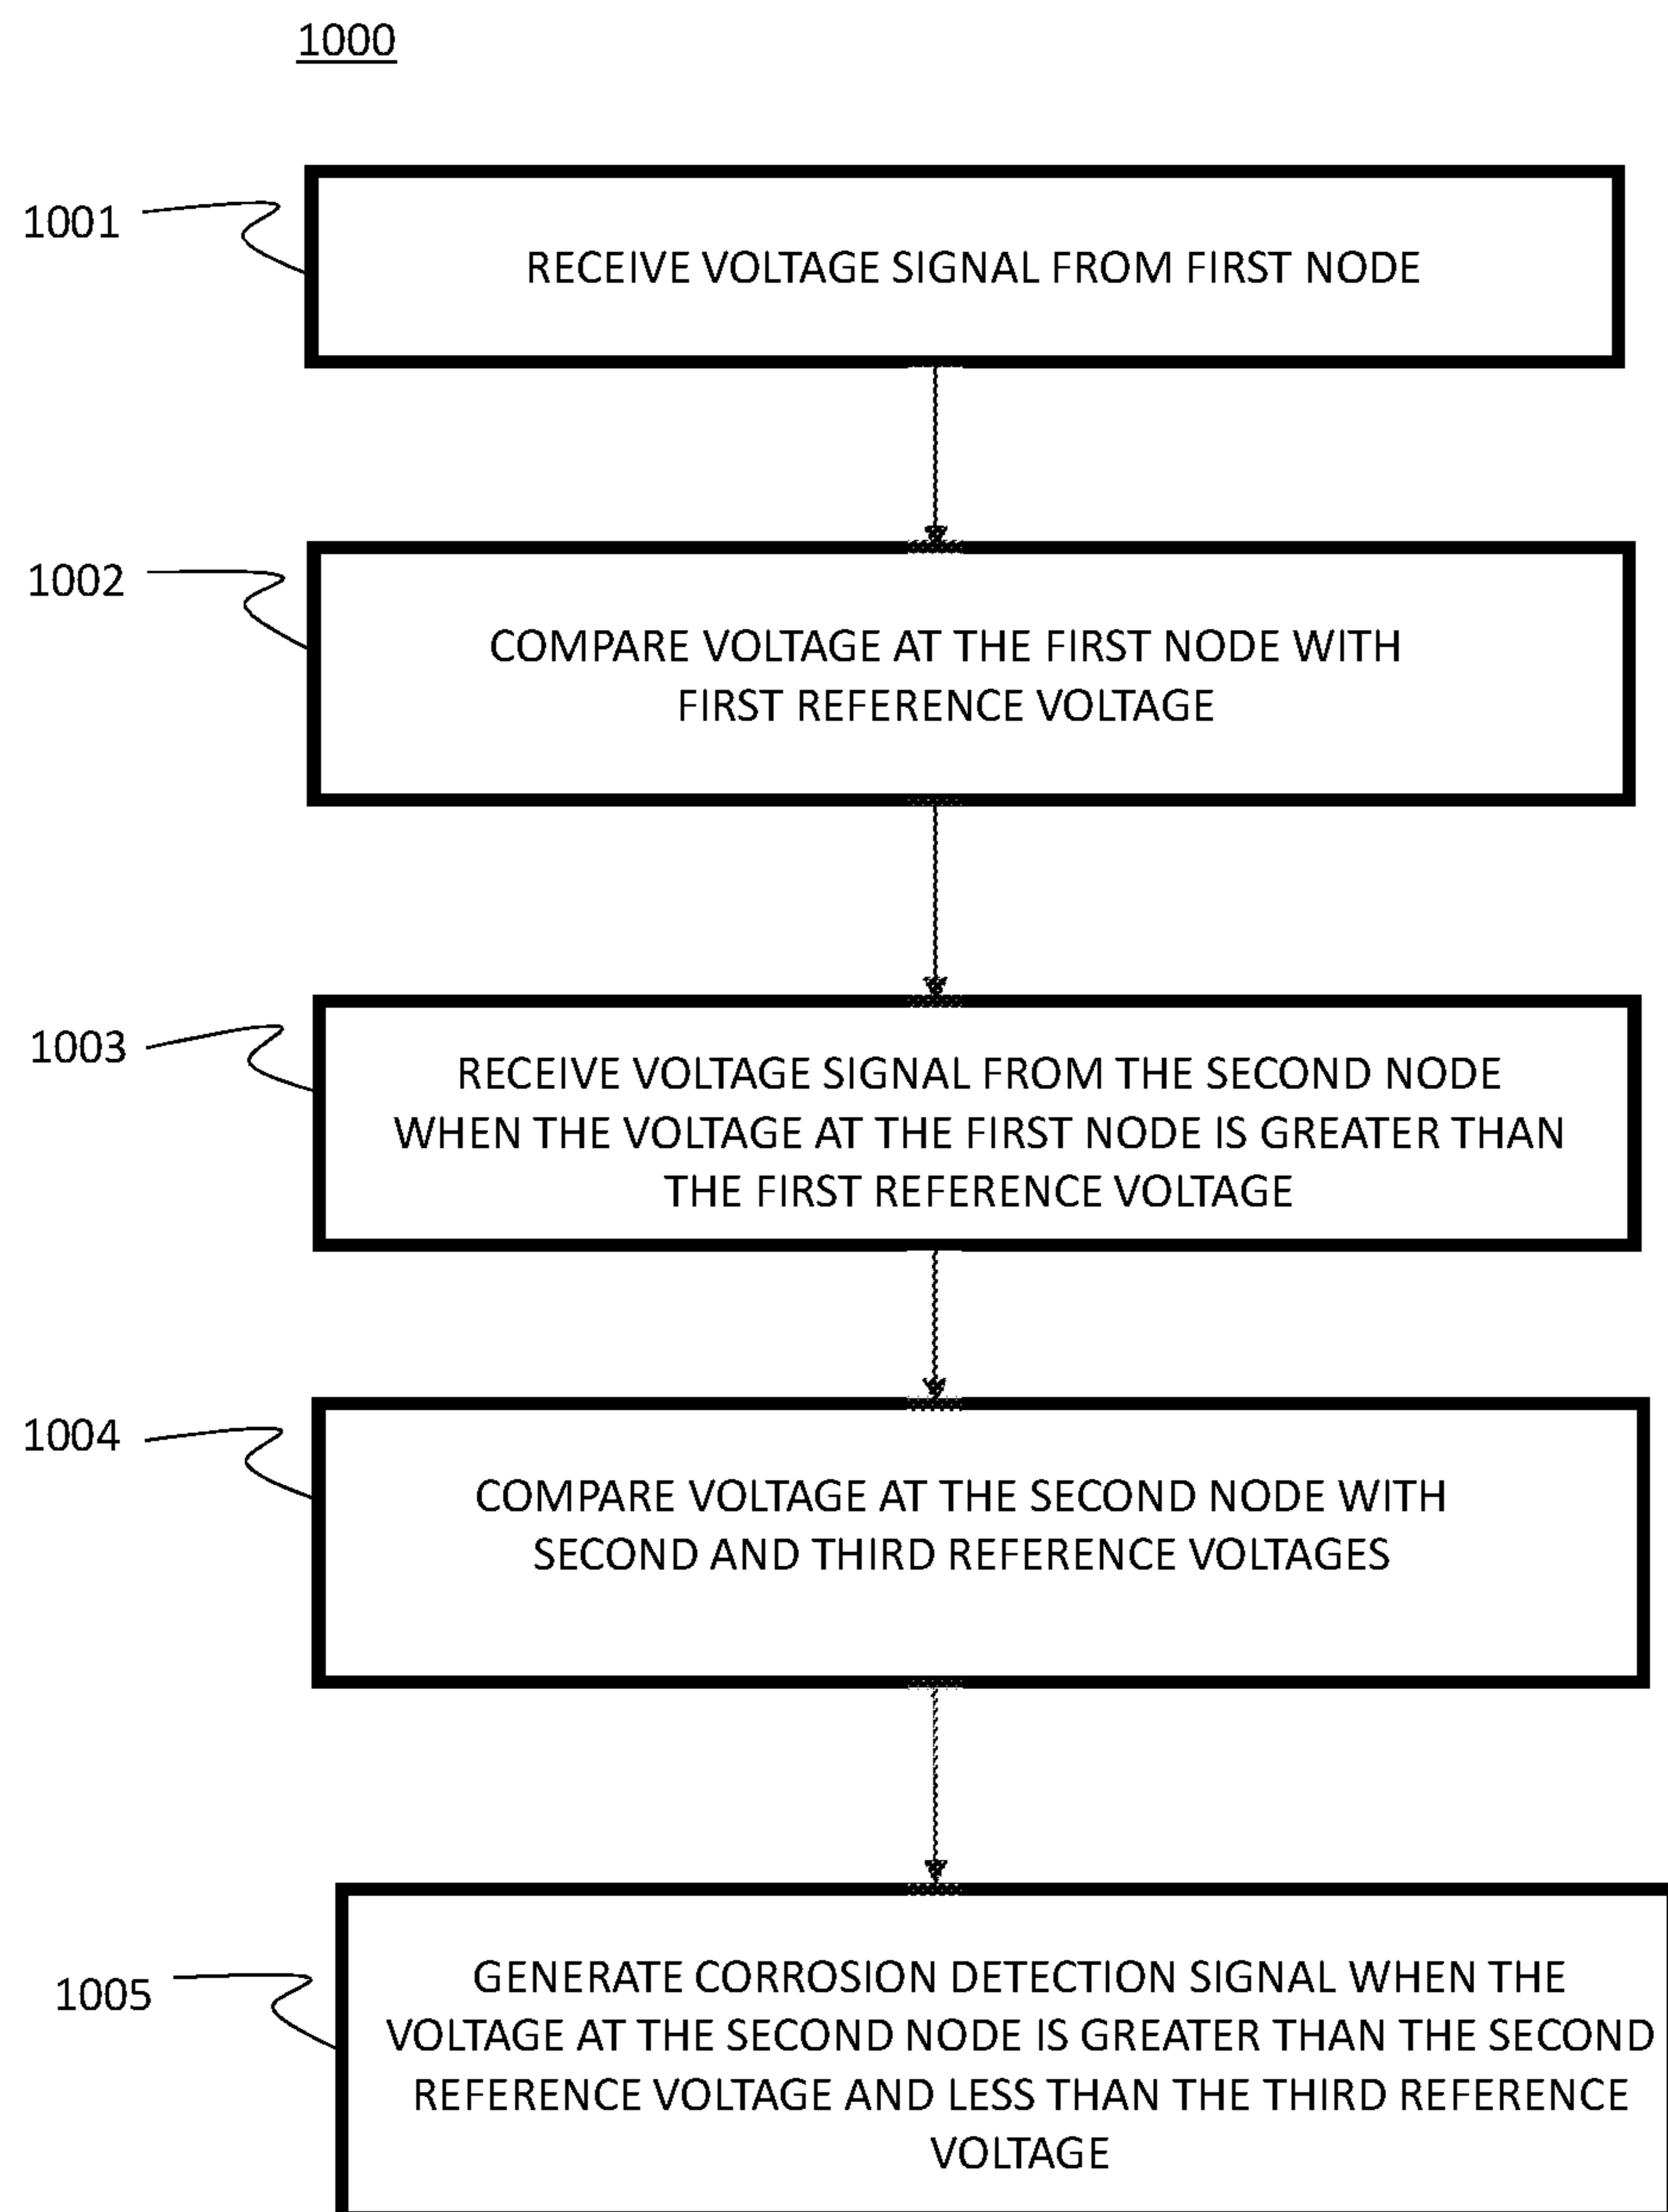 1000
1001
RECEIVE VOLTAGE SIGNAL FROM FIRST NODE
1002
COMPARE VOLTAGE AT THE FIRST NODE WITH
FIRST REFERENCE VOLTAGE
1003
RECEIVE VOLTAGE SIGNAL FROM THE SECOND NODE
WHEN THE VOLTAGE AT THE FIRST NODE IS GREATER THAN
THE FIRST REFERENCE VOLTAGE
1004
COMPARE VOLTAGE AT THE SECOND NODE WITH
SECOND AND THIRD REFERENCE VOLTAGES
1005
GENERATE CORROSION DETECTION SIGNAL WHEN THE
VOLTAGE AT THE SECOND NODE IS GREATER THAN THE SECOND
REFERENCE VOLTAGE AND LESS THAN THE THIRD REFERENCE
VOLTAGE